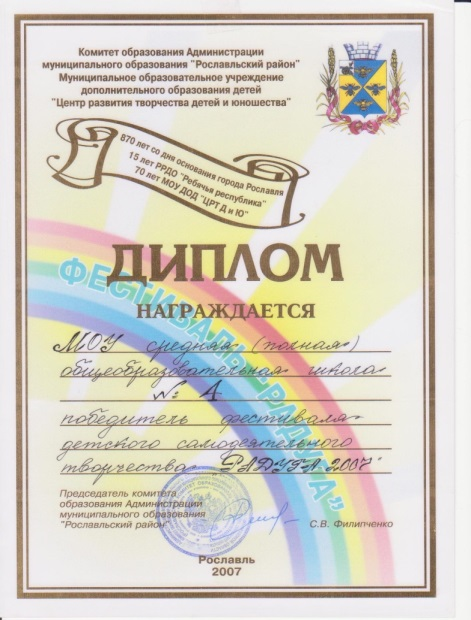 Комитет образования Администрации
муниципального образования "Рославльский район"
Муниципальное образовательное учреждение
дополнительного образования детей
"Центр развития творчества детей и юношества"
870 лет со дня основания города Рославля
15 лет РРДО "Ребячья республика"
70 лет МОУ ДОД "ЦРТ Д и Ю"
ДИПЛОМ
ФЕСТИВАЛЬ "РАДУГА"
НАГРАЖДАЕТСЯ
МОУ средняя (полная)
общеобразовательная школа
№ 4
победитель фестиваля
детского самодеятельного
творчества "РАДУГА 2007"
Председатель комитета
образования Администрации
муниципального образования
"Рославльский район"
С.В. Филипченко
Рославль
2007